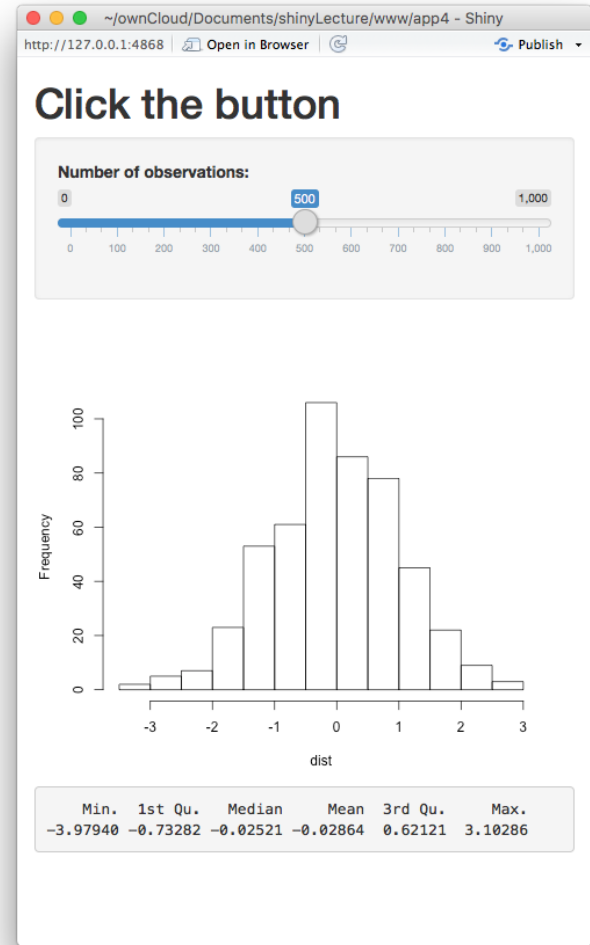 ~/ownCloud/Documents/shinyLecture/www/app4 - Shiny
http://127.0.0.1:4868 Open in Browser Publish
Click the button
Number of observations:
0 500 1,000
0 100 200 300 400 500 600 700 800 900 1,000
100
80
60
40
20
0
Frequency
-3 -2 -1 0 1 2 3
dist
Min. 1st Qu. Median Mean 3rd Qu. Max.
-3.97940 -0.73282 -0.02521 -0.02864 0.62121 3.10286